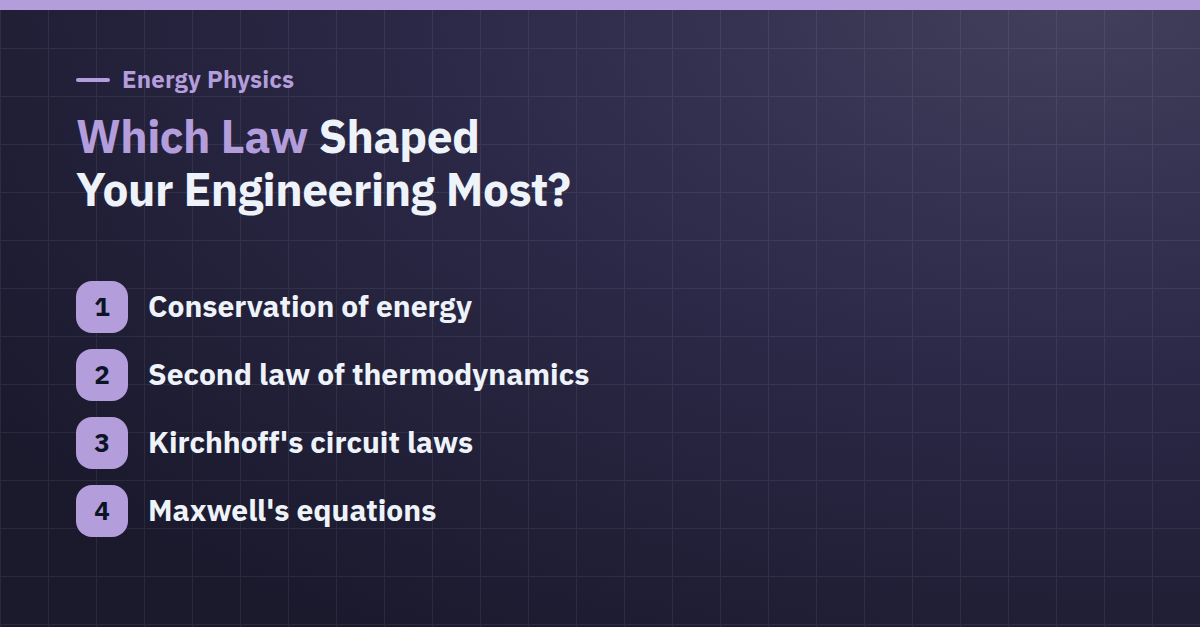 Energy Physics
Which Law Shaped
Your Engineering Most?
1 Conservation of energy
2 Second law of thermodynamics
3 Kirchhoff's circuit laws
4 Maxwell's equations